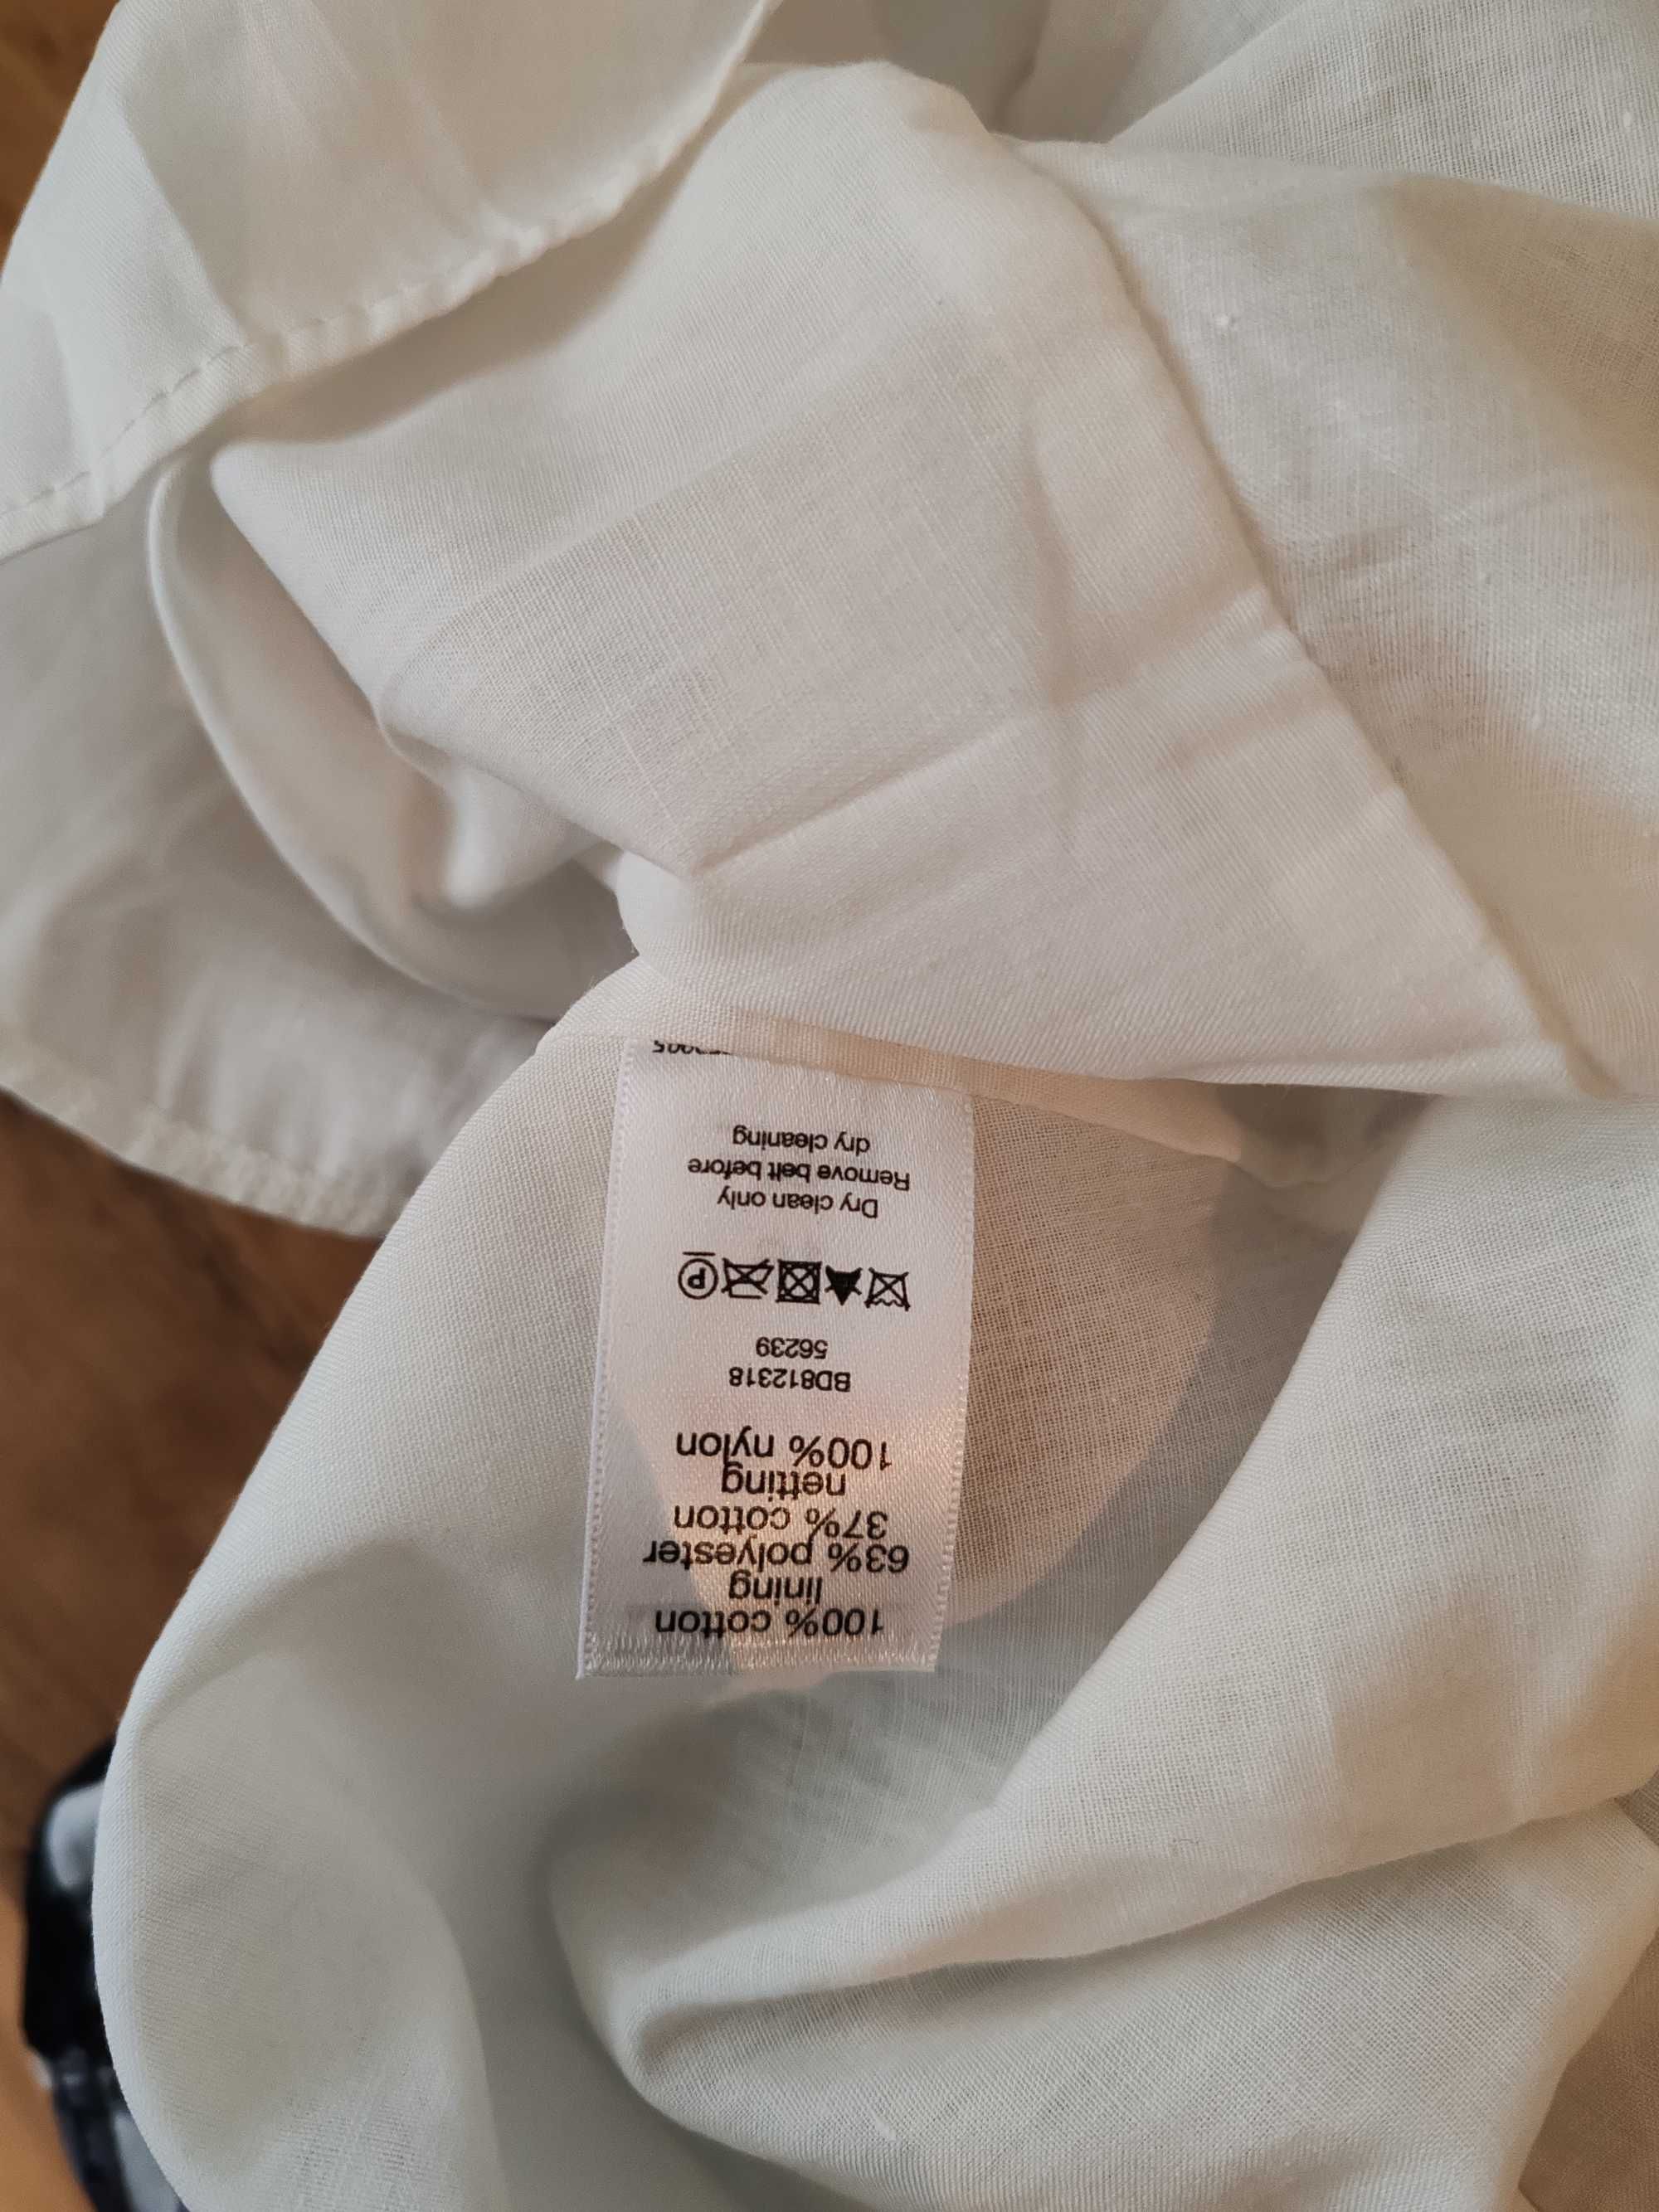 100% cotton
lining
63% polyester
37% cotton
netting
100% nylon
BD812318
56239
P
Dry clean only
Remove belt before
dry cleaning